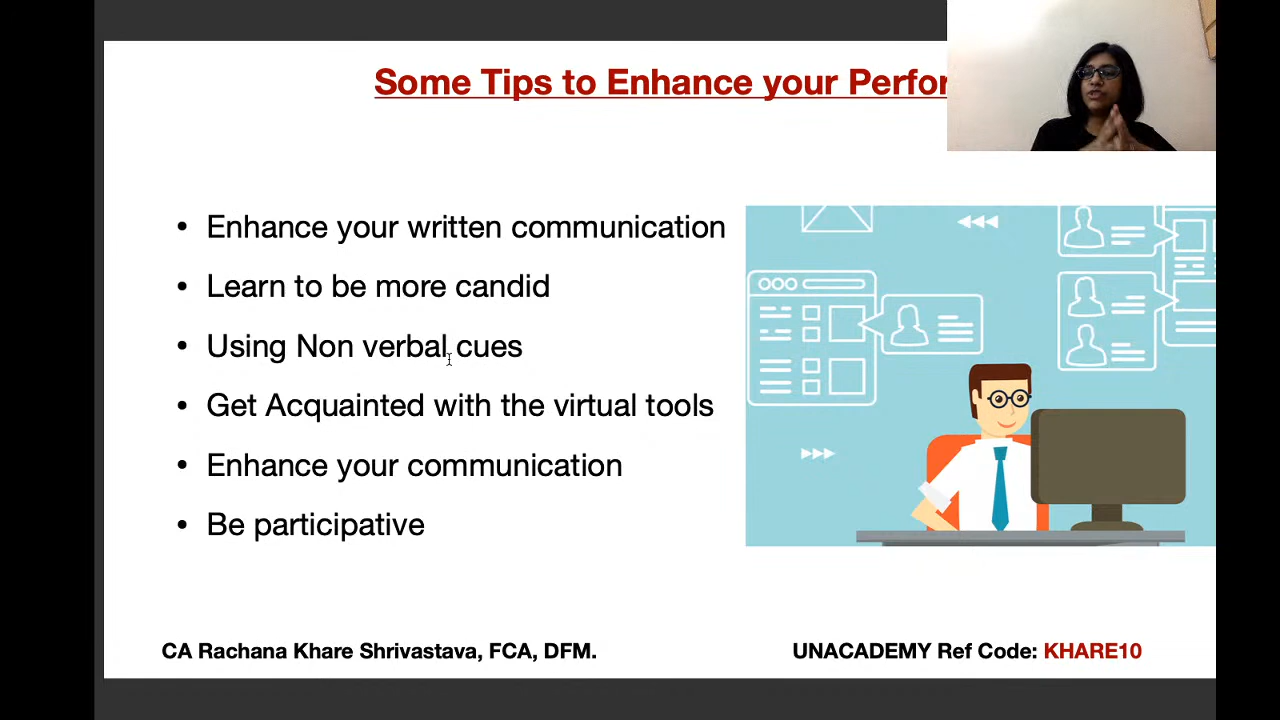 Some Tips to Enhance your Perfor
• Enhance your written communication
• Learn to be more candid
• Using Non verbal cues
• Get Acquainted with the virtual tools
• Enhance your communication
• Be participative
CA Rachana Khare Shrivastava, FCA, DFM.
UNACADEMY Ref Code: KHARE10